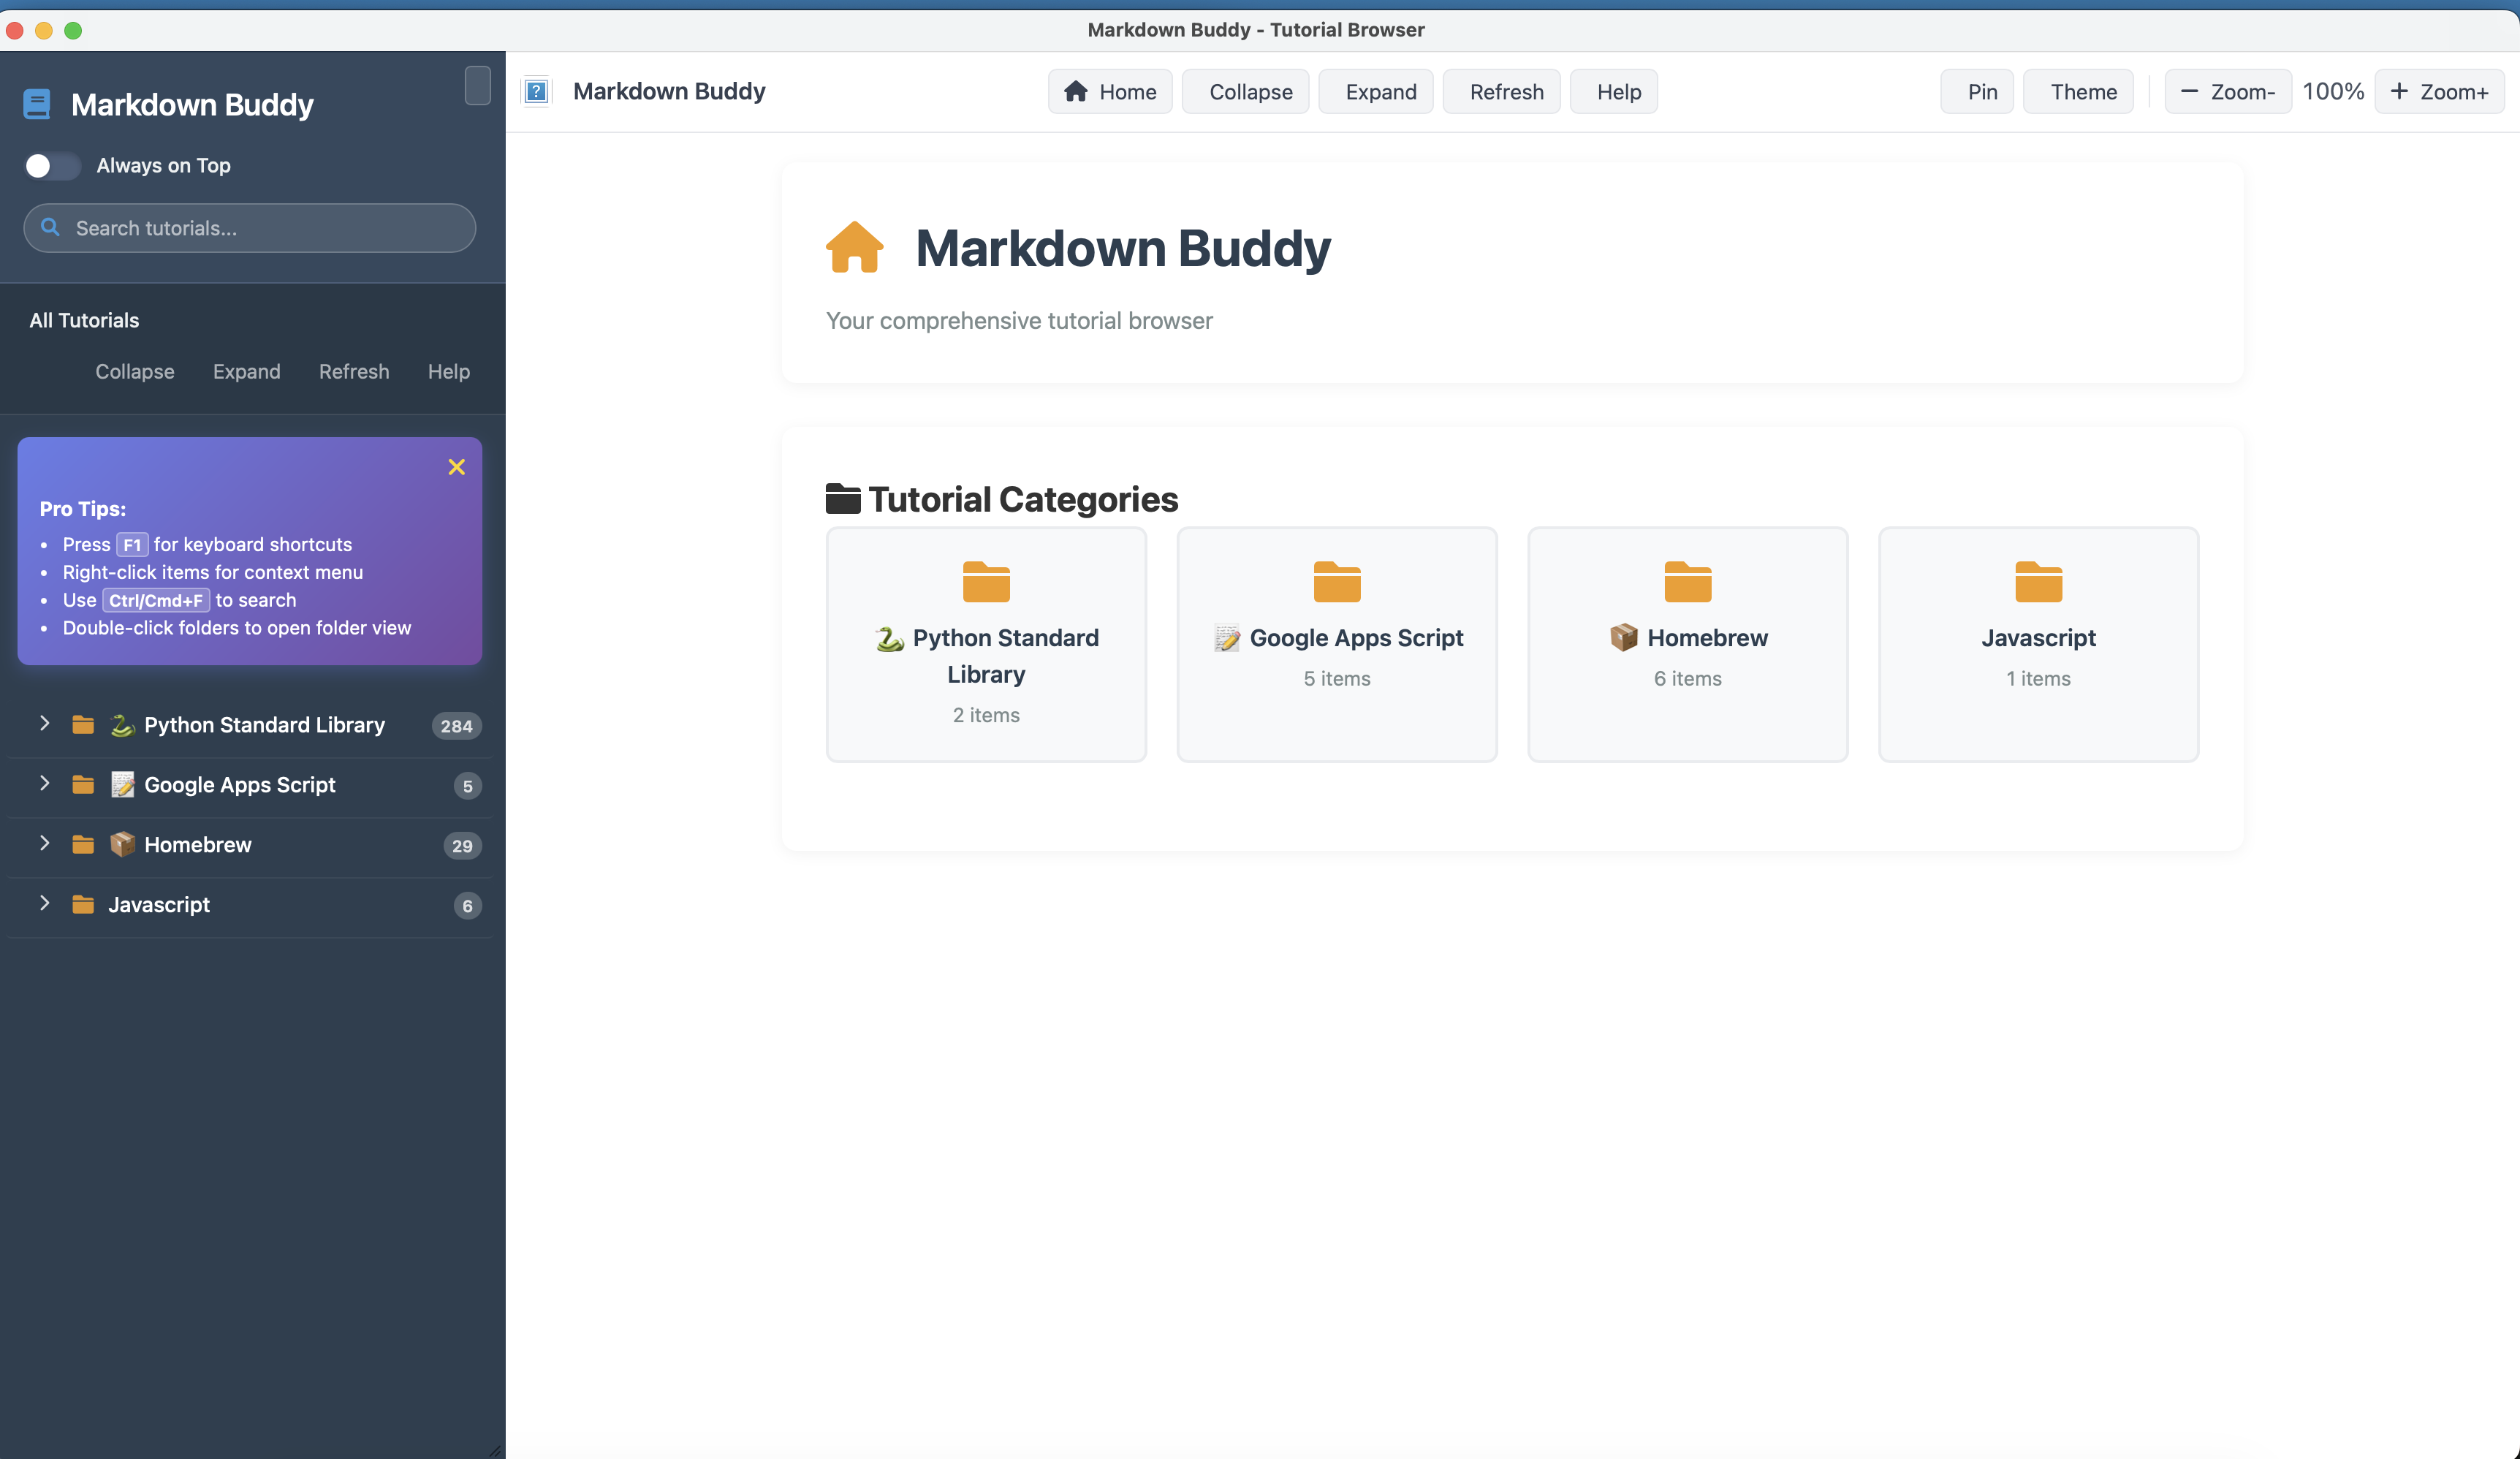 Markdown Buddy - Tutorial Browser
Markdown Buddy
Always on Top
Search tutorials...
All Tutorials
Collapse Expand Refresh Help
Pro Tips:
• Press F1 for keyboard shortcuts
• Right-click items for context menu
• Use Ctrl/Cmd+F to search
• Double-click folders to open folder view
Python Standard Library 284
Google Apps Script 5
Homebrew 29
Javascript 6
? Markdown Buddy Home Collapse Expand Refresh Help Pin Theme Zoom- 100% Zoom+
Markdown Buddy
Your comprehensive tutorial browser
Tutorial Categories
Python Standard
Library
2 items
Google Apps Script
5 items
Homebrew
6 items
Javascript
1 items